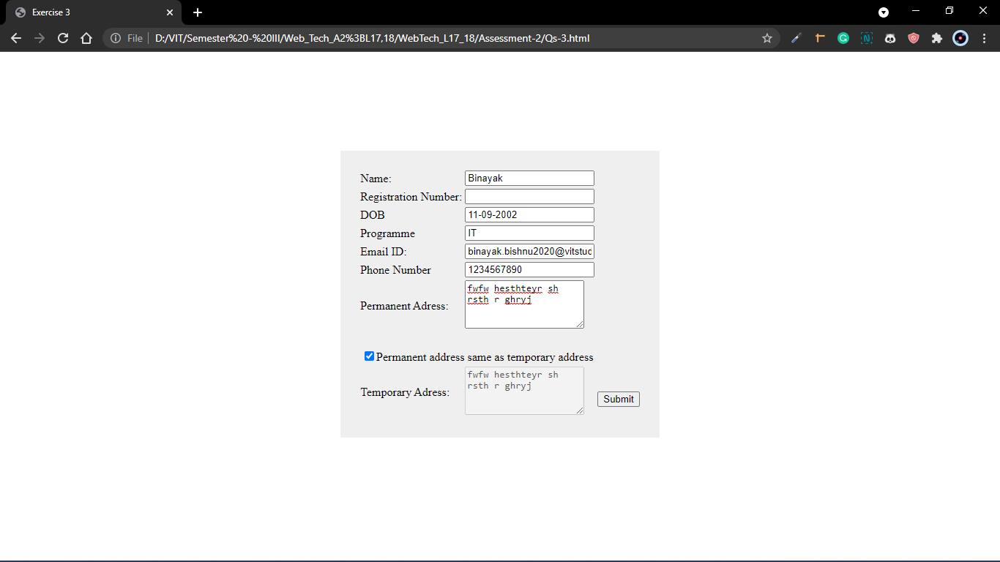 Exercise 3
File D:/VIT/Semester%20-%20III/Web_Tech_A2%3BL17,18/WebTech_L17_18/Assessment-2/Qs-3.html
Name: Binayak
Registration Number:
DOB 11-09-2002
Programme IT
Email ID: binayak.bishnu2020@vitstud
Phone Number 1234567890
Permanent Adress: fwfw hesthteyr sh
rsth r ghryj
Permanent address same as temporary address
Temporary Adress: fwfw hesthteyr sh
rsth r ghryj
Submit